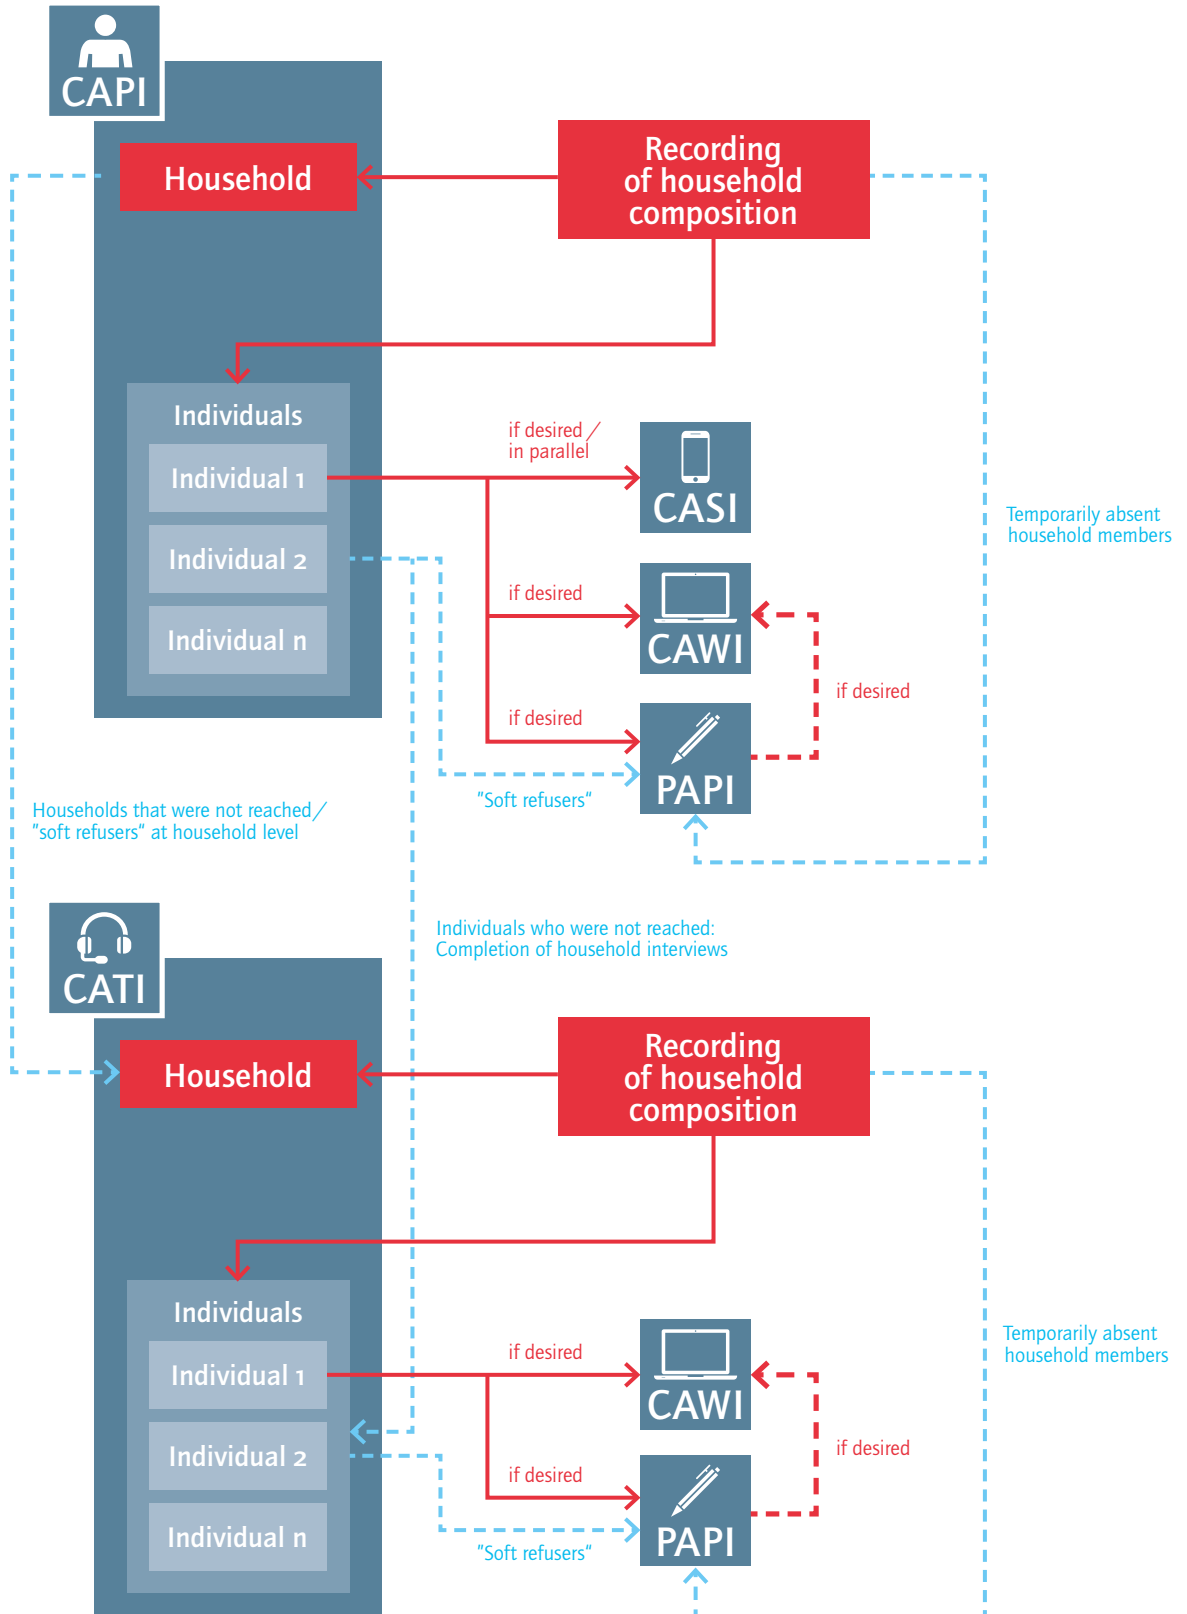 CAPI
Household
Recording
of household
composition
Individuals
Individual 1
Individual 2
Individual n
if desired /
in parallel
CASI
if desired
CAWI
if desired
if desired
PAPI
"Soft refusers"
Temporarily absent
household members
Households that were not reached /
"soft refusers" at household level
Individuals who were not reached:
Completion of household interviews
CATI
Household
Recording
of household
composition
Individuals
Individual 1
Individual 2
Individual n
if desired
CAWI
if desired
if desired
PAPI
"Soft refusers"
Temporarily absent
household members